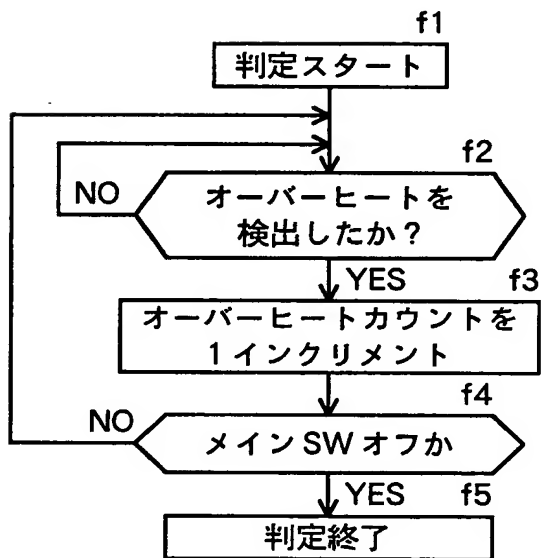 f1
判定スタート
f2
NO
オーバーヒートを
検出したか？
YES
f3
オーバーヒートカウントを
1インクリメント
f4
NO
メインSWオフか
YES
f5
判定終了